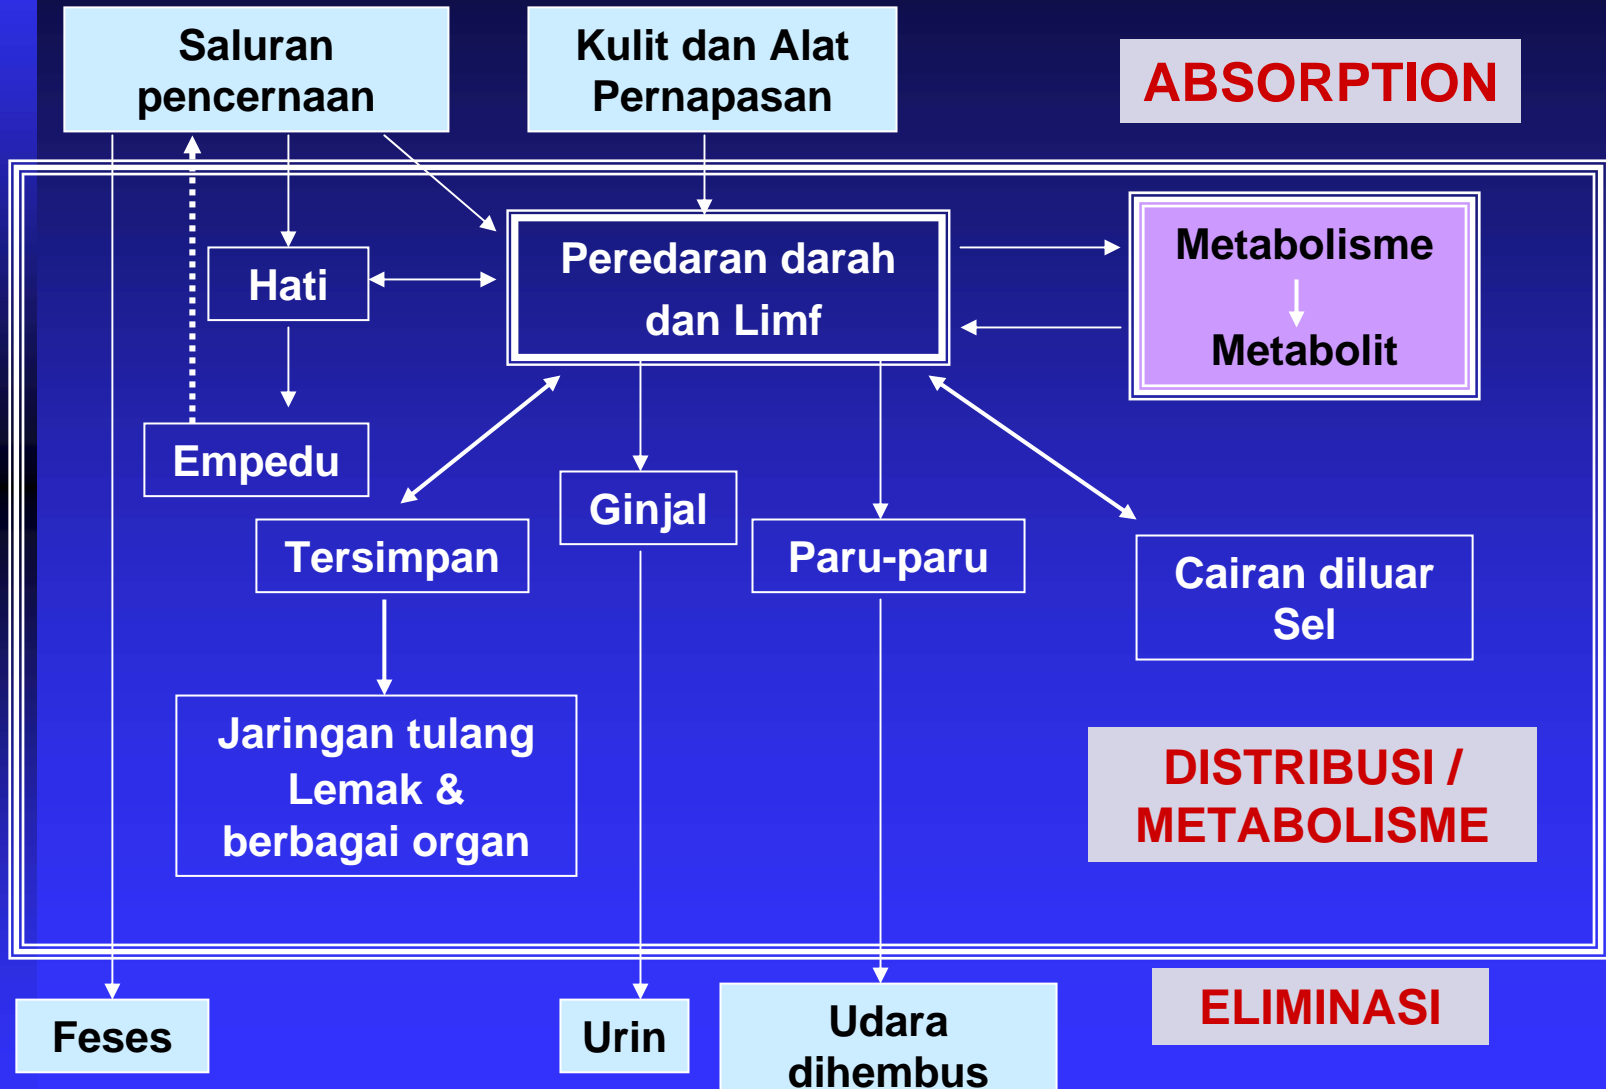 Saluran
pencernaan
Kulit dan Alat
Pernapasan
ABSORPTION
Peredaran darah
dan Limf
Metabolisme
Metabolit
Hati
Empedu
Ginjal
Tersimpan
Paru-paru
Cairan diluar
Sel
Jaringan tulang
Lemak &
berbagai organ
DISTRIBUSI /
METABOLISME
ELIMINASI
Feses
Urin
Udara
dihembus